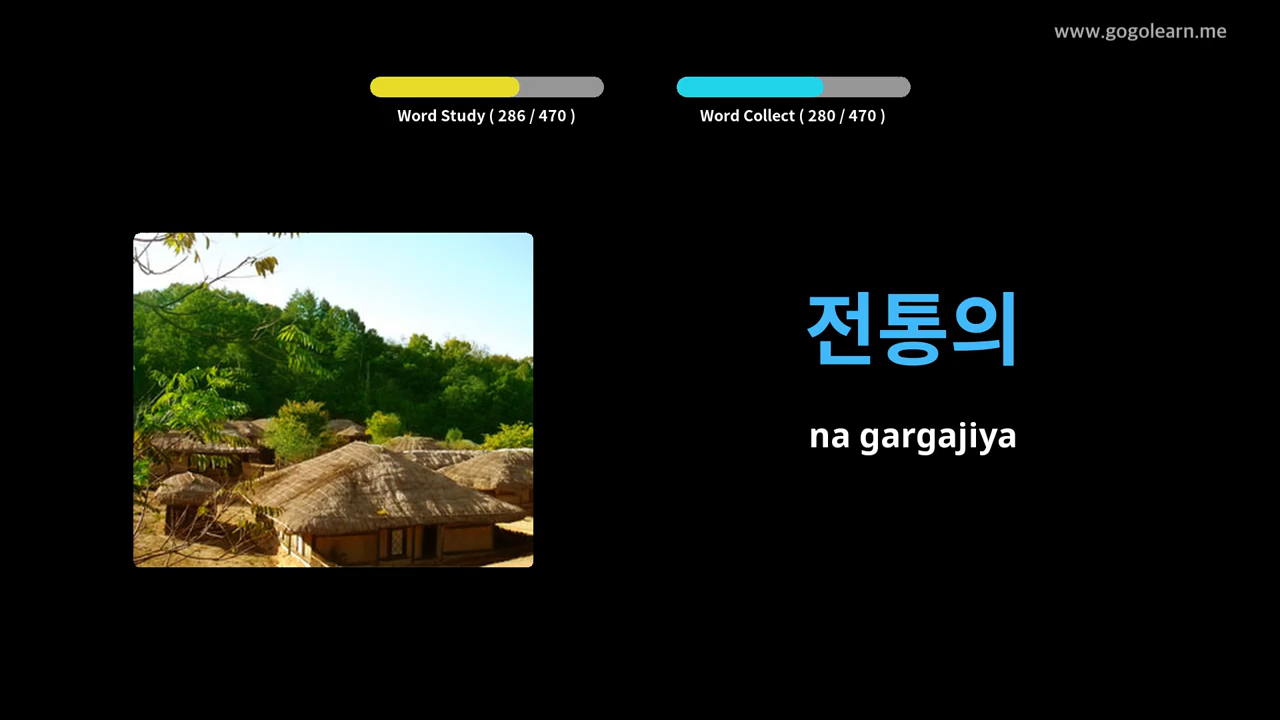 www.gogolearn.me
Word Study ( 286 / 470 )
Word Collect ( 280 / 470 )
전통의
na gargajiya